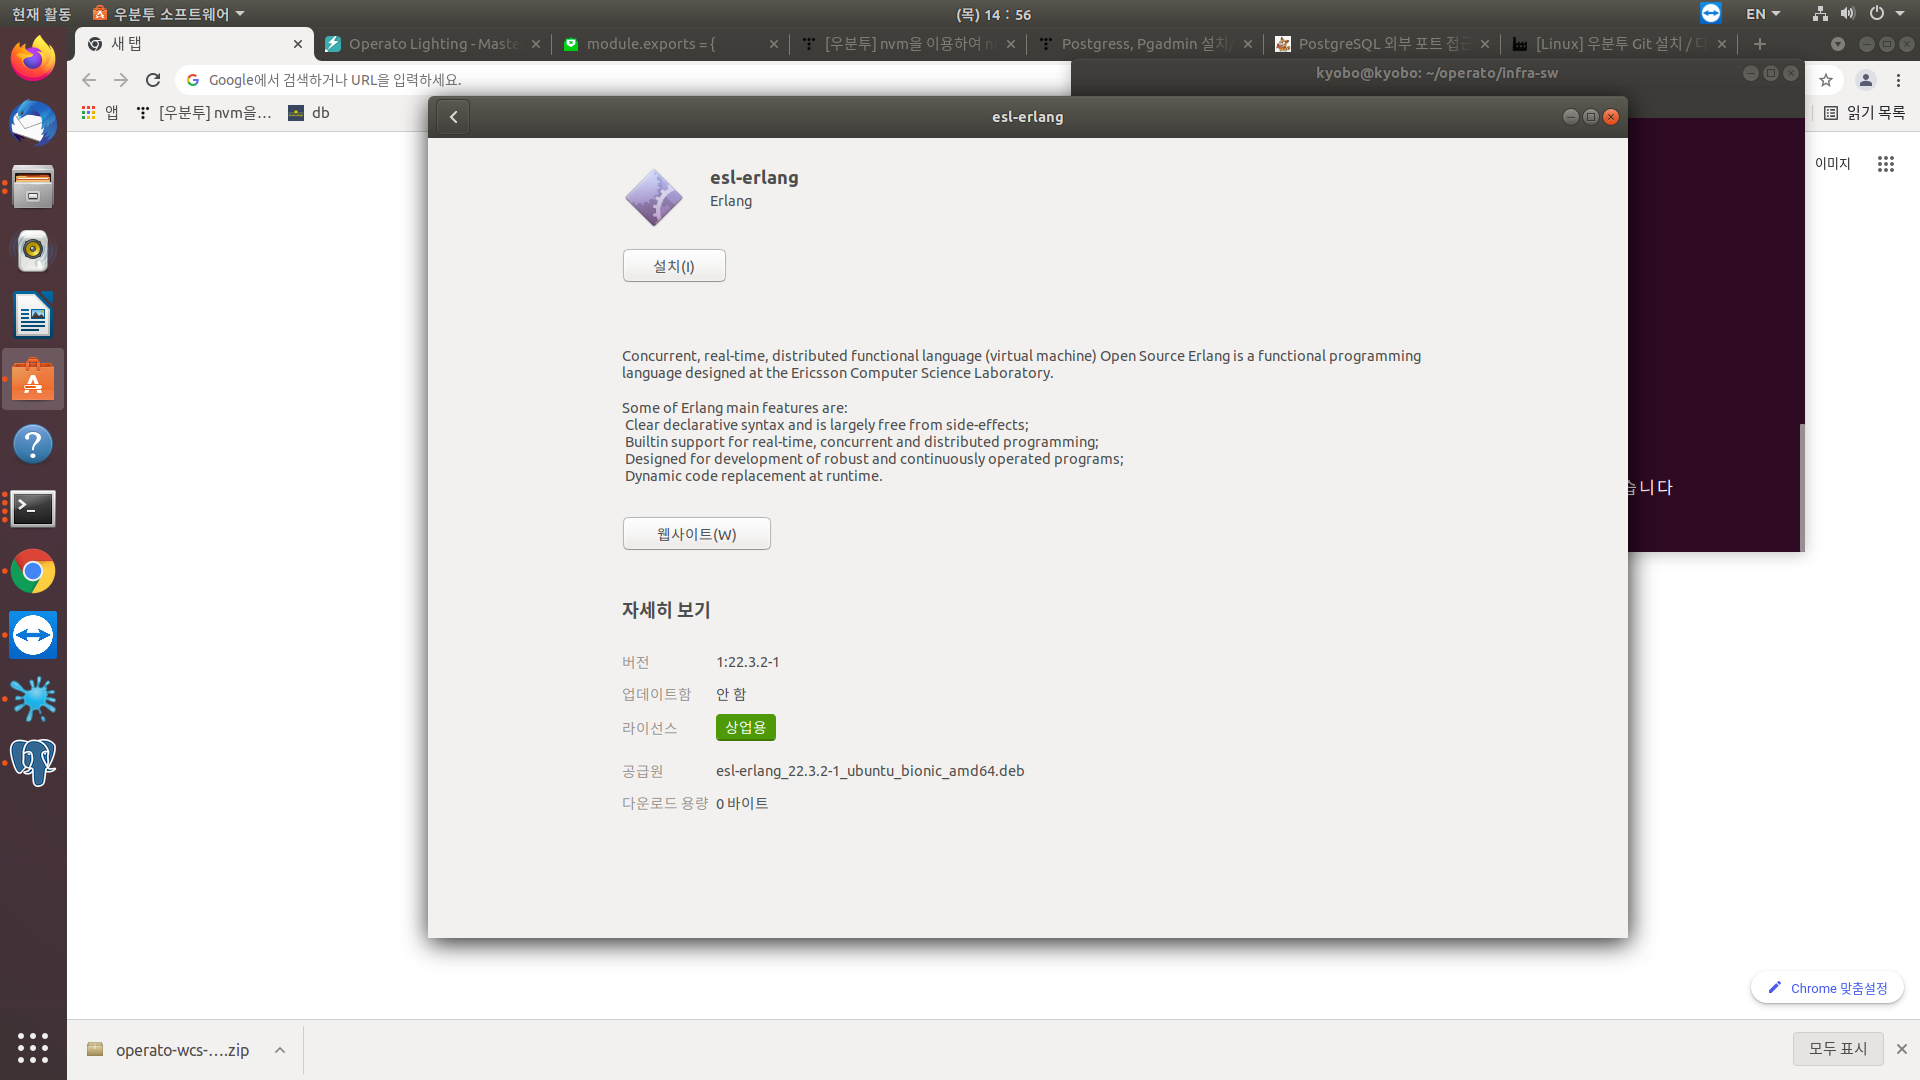 현재 활동
우분투 소프트웨어
(목) 14 : 56
EN
새 탭
Operato Lighting - Maste
module.exports = {
[우분투] nvm을 이용하여 n
Postgress, Pgadmin 설치/
PostgreSQL 외부 포트 접근
[Linux] 우분투 Git 설치 / 다
Google에서 검색하거나 URL을 입력하세요.
kyobo@kyobo: ~/operato/infra-sw
앱
[우분투] nvm을...
db
읽기 목록
esl-erlang
이미지
esl-erlang
Erlang
설치(I)
Concurrent, real-time, distributed functional language (virtual machine) Open Source Erlang is a functional programming
language designed at the Ericsson Computer Science Laboratory.
Some of Erlang main features are:
Clear declarative syntax and is largely free from side-effects;
Builtin support for real-time, concurrent and distributed programming;
Designed for development of robust and continuously operated programs;
Dynamic code replacement at runtime.
습니다
웹사이트(W)
자세히 보기
버전 1:22.3.2-1
업데이트함 안 함
라이선스 상업용
공급원 esl-erlang_22.3.2-1_ubuntu_bionic_amd64.deb
다운로드 용량 0 바이트
Chrome 맞춤설정
operato-wcs-....zip
모두 표시